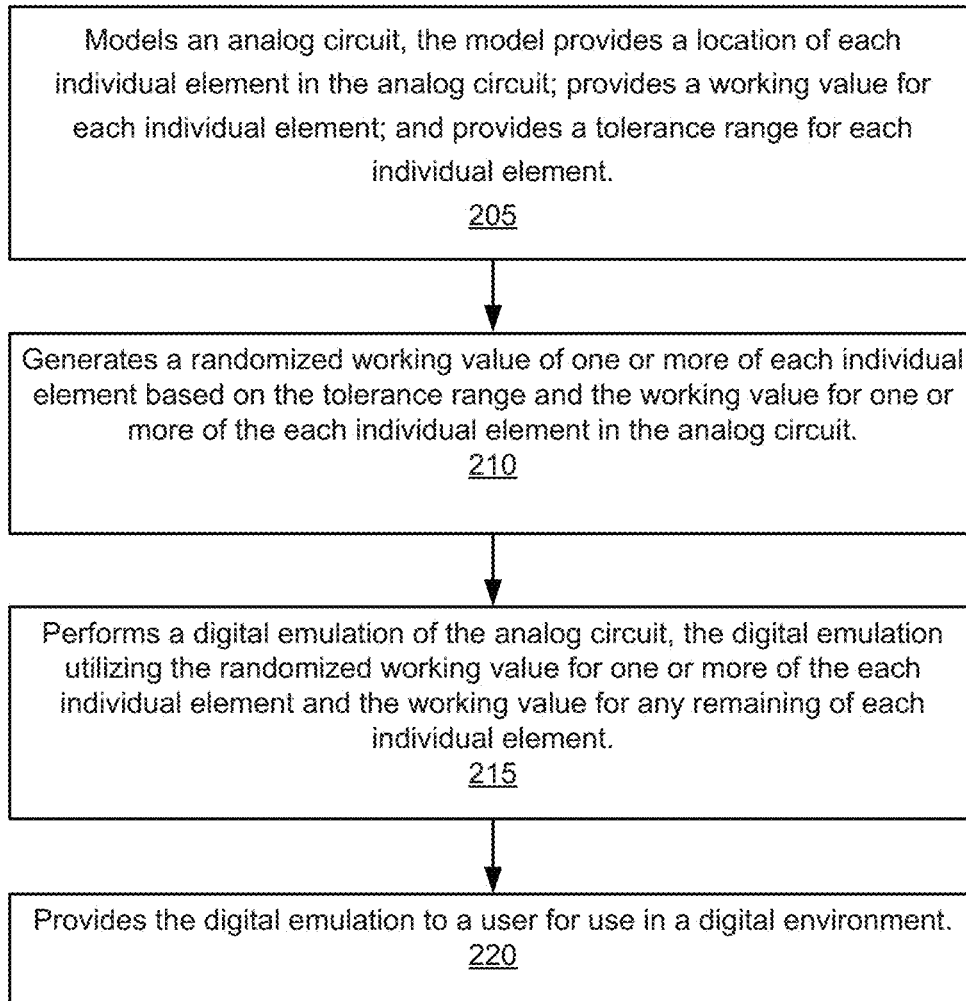 Models an analog circuit, the model provides a location of each
individual element in the analog circuit; provides a working value for
each individual element; and provides a tolerance range for each
individual element.
205
Generates a randomized working value of one or more of each individual
element based on the tolerance range and the working value for one or
more of the each individual element in the analog circuit.
210
Performs a digital emulation of the analog circuit, the digital emulation
utilizing the randomized working value for one or more of the each
individual element and the working value for any remaining of each
individual element.
215
Provides the digital emulation to a user for use in a digital environment.
220